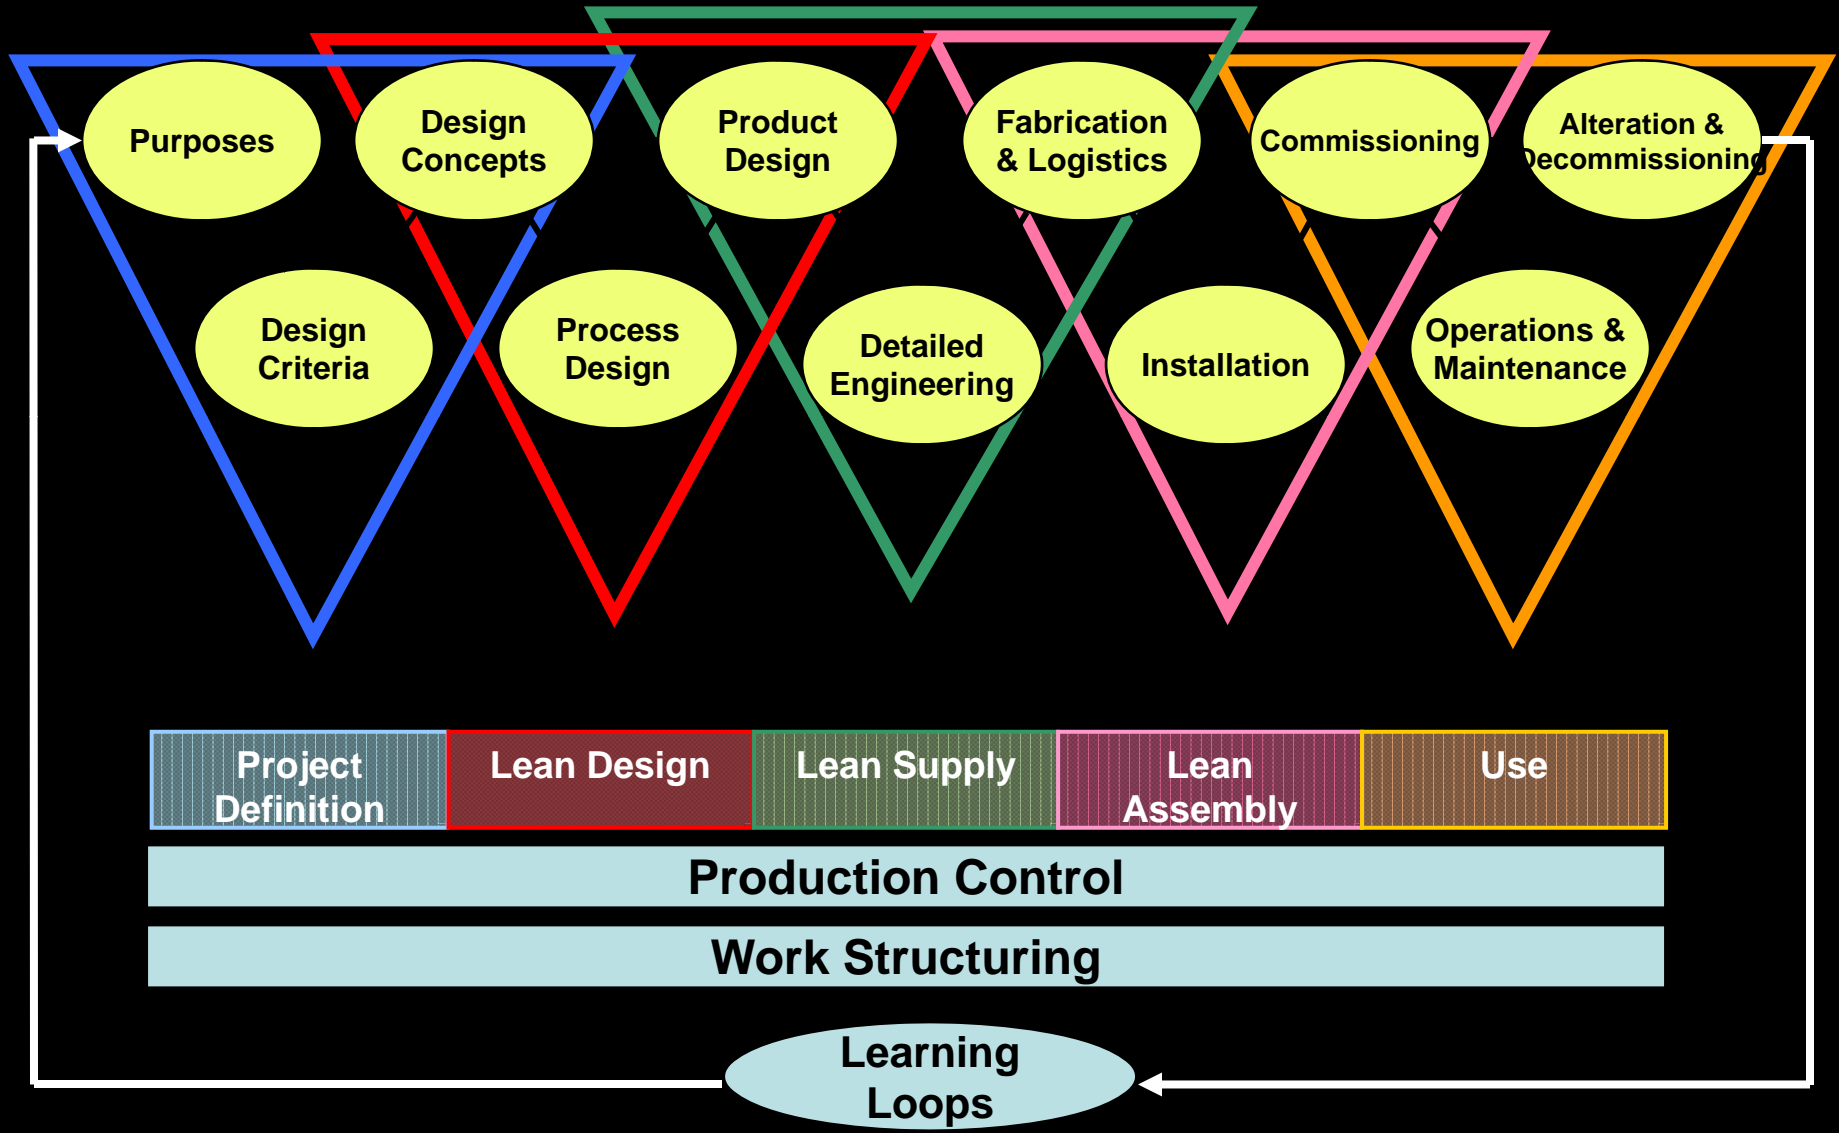 Purposes
Design
Concepts
Product
Design
Fabrication
& Logistics
Commissioning
Alteration &
Decommissioning
Design
Criteria
Process
Design
Detailed
Engineering
Installation
Operations &
Maintenance
Project
Definition
Lean Design
Lean Supply
Lean
Assembly
Use
Production Control
Work Structuring
Learning
Loops